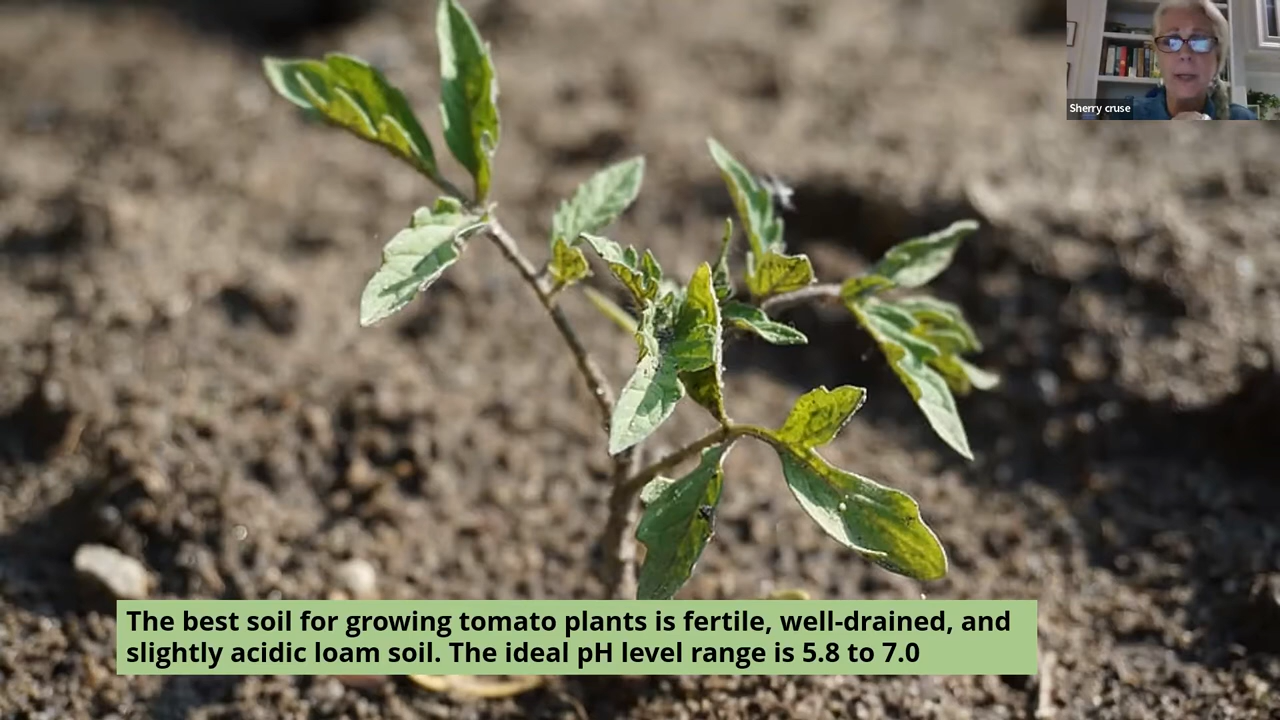 Sherry cruse
The best soil for growing tomato plants is fertile, well-drained, and
slightly acidic loam soil. The ideal pH level range is 5.8 to 7.0